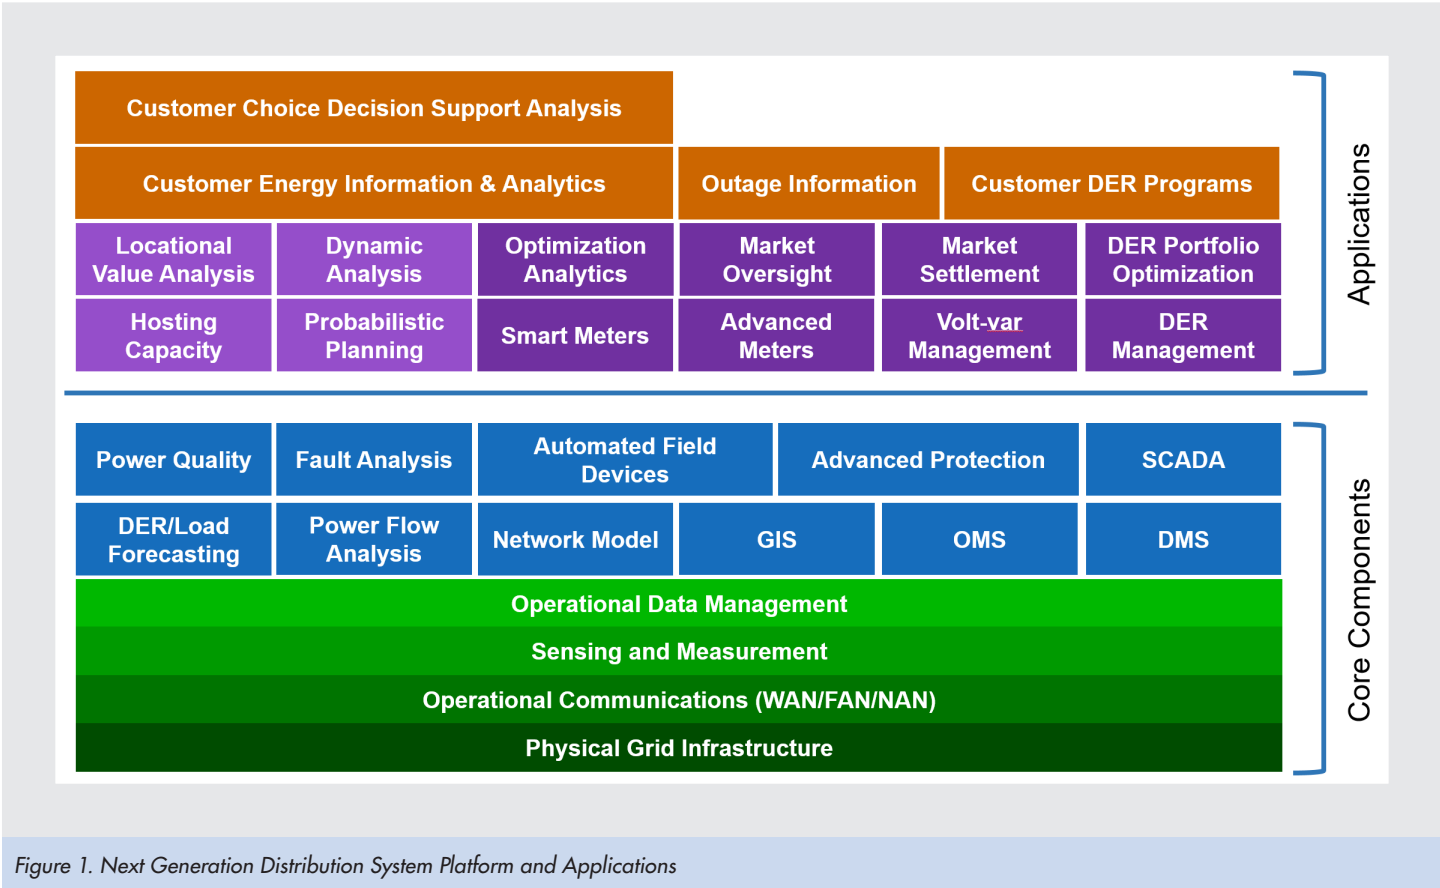 Customer Choice Decision Support Analysis
Customer Energy Information & Analytics
Outage Information
Customer DER Programs
Locational
Value Analysis
Dynamic
Analysis
Optimization
Analytics
Market
Oversight
Market
Settlement
DER Portfolio
Optimization
Hosting
Capacity
Probabilistic
Planning
Smart Meters
Advanced
Meters
Volt-var
Management
DER
Management
Applications
Power Quality
Fault Analysis
Automated Field
Devices
Advanced Protection
SCADA
DER/Load
Forecasting
Power Flow
Analysis
Network Model
GIS
OMS
DMS
Operational Data Management
Sensing and Measurement
Operational Communications (WAN/FAN/NAN)
Physical Grid Infrastructure
Core Components
Figure 1. Next Generation Distribution System Platform and Applications